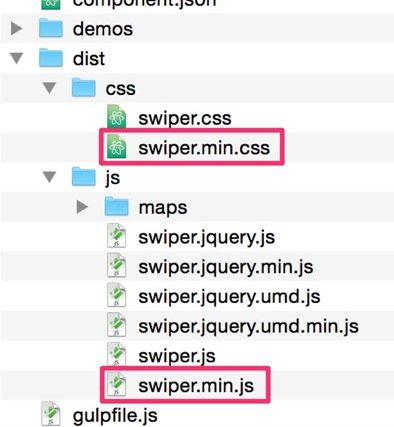 component.json
demos
dist
css
swiper.css
swiper.min.css
js
maps
swiper.jquery.js
swiper.jquery.min.js
swiper.jquery.umd.js
swiper.jquery.umd.min.js
swiper.js
swiper.min.js
gulpfile.js